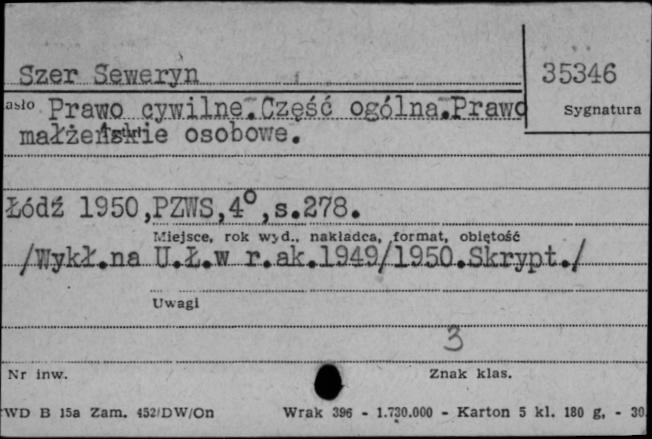 Szer Seweryn
35346
asło Prawo cywilne.Część ogólna.Prawo
Sygnatura
małżeńskie osobowe.
Łódź 1950,PZWS,4°,s.278.
Miejsce, rok wyd., nakładca, format, objętość
/Wykł.na U.Ł.w r.ak.1949/1950.Skrypt./
Uwagi
3
Nr inw.
Znak klas.
WD B 15a Zam. 452/DW/On Wrak 396 - 1.730.000 - Karton 5 kl. 180 g, - 30